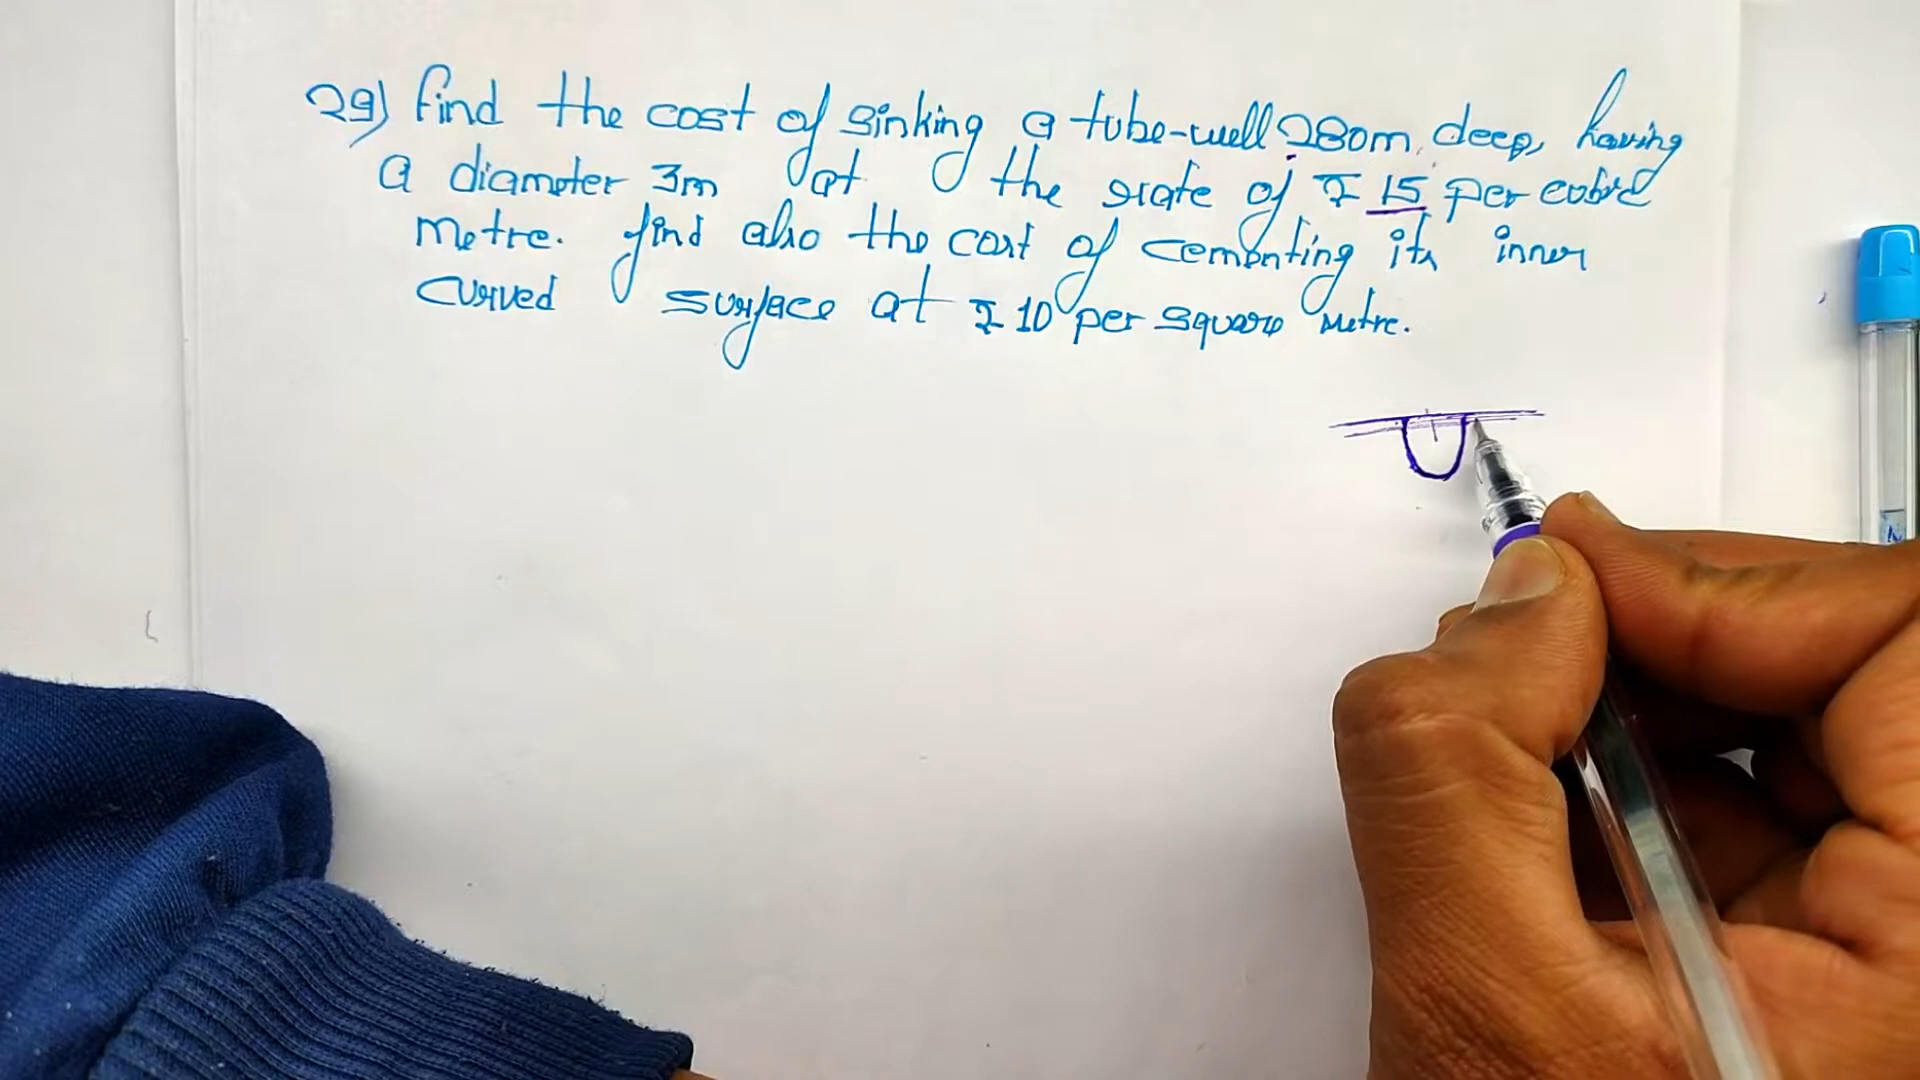 29) find the cost of sinking a tube-well 280m deep, having
a diameter 3m at the rate of ₹ 15 per cubic
metre. find also the cost of cementing its inner
curved surface at ₹ 10 per square metre.